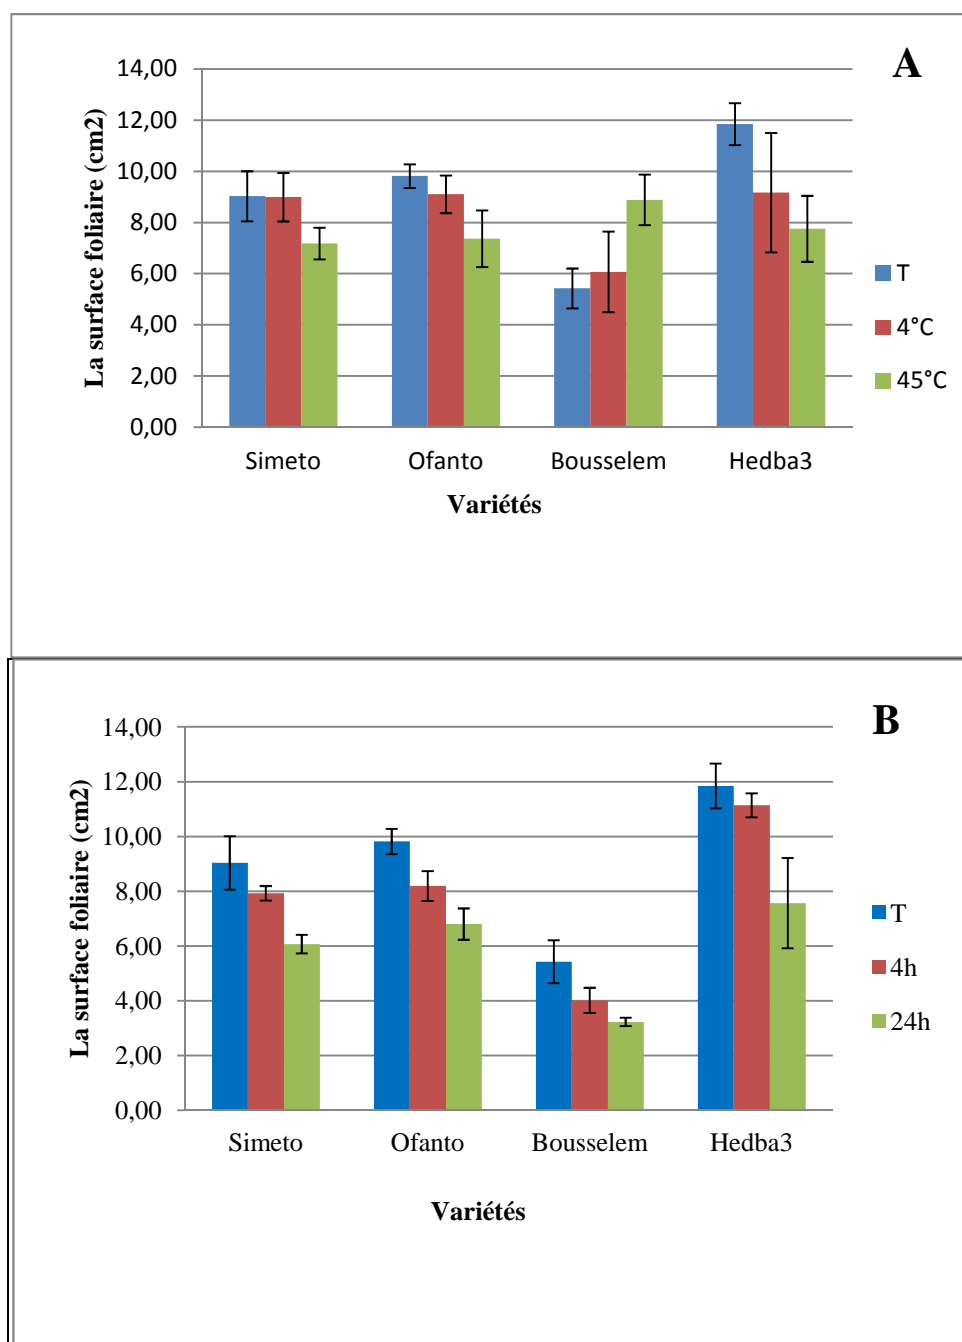 A
La surface foliaire (cm2)
14,00
12,00
10,00
8,00
6,00
4,00
2,00
0,00
Simeto Ofanto Bousselem Hedba3
Variétés
T
4°C
45°C
B
La surface foliaire (cm2)
14,00
12,00
10,00
8,00
6,00
4,00
2,00
0,00
Simeto Ofanto Bousselem Hedba3
Variétés
T
4h
24h